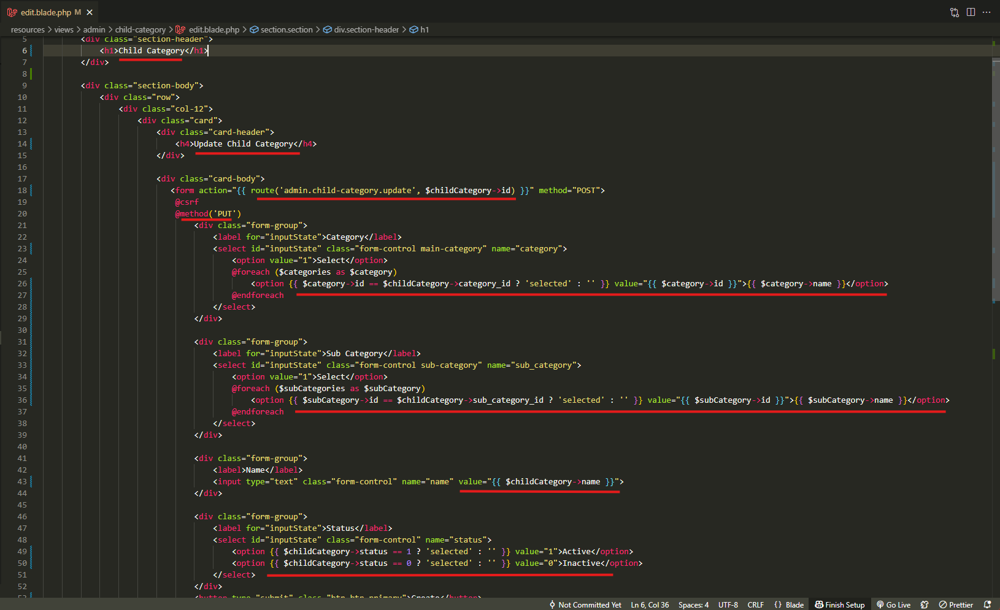 edit.blade.php M
resources > views > admin > child-category > edit.blade.php > section.section > div.section-header > h1
5 <div class="section-header">
6 <h1>Child Category</h1>
7 </div>
8
9 <div class="section-body">
10 <div class="row">
11 <div class="col-12">
12 <div class="card">
13 <div class="card-header">
14 <h4>Update Child Category</h4>
15 </div>
16
17 <div class="card-body">
18 <form action="{{ route('admin.child-category.update', $childCategory->id) }}" method="POST">
19 @csrf
20 @method('PUT')
21 <div class="form-group">
22 <label for="inputState">Category</label>
23 <select id="inputState" class="form-control main-category" name="category">
24 <option value="1">Select</option>
25 @foreach ($categories as $category)
26 <option {{ $category->id == $childCategory->category_id ? 'selected' : '' }} value="{{ $category->id }}">{{ $category->name }}</option>
27 @endforeach
28 </select>
29 </div>
30
31 <div class="form-group">
32 <label for="inputState">Sub Category</label>
33 <select id="inputState" class="form-control sub-category" name="sub_category">
34 <option value="1">Select</option>
35 @foreach ($subCategories as $subCategory)
36 <option {{ $subCategory->id == $childCategory->sub_category_id ? 'selected' : '' }} value="{{ $subCategory->id }}">{{ $subCategory->name }}</option>
37 @endforeach
38 </select>
39 </div>
40
41 <div class="form-group">
42 <label>Name</label>
43 <input type="text" class="form-control" name="name" value="{{ $childCategory->name }}">
44 </div>
45
46 <div class="form-group">
47 <label for="inputState">Status</label>
48 <select id="inputState" class="form-control" name="status">
49 <option {{ $childCategory->status == 1 ? 'selected' : '' }} value="1">Active</option>
50 <option {{ $childCategory->status == 0 ? 'selected' : '' }} value="0">Inactive</option>
51 </select>
52 </div>
53 <button type="submit" class="btn btn-primary">Create</button>
Not Committed Yet Ln 6, Col 36 Spaces: 4 UTF-8 CRLF {} Blade Finish Setup Go Live Prettier